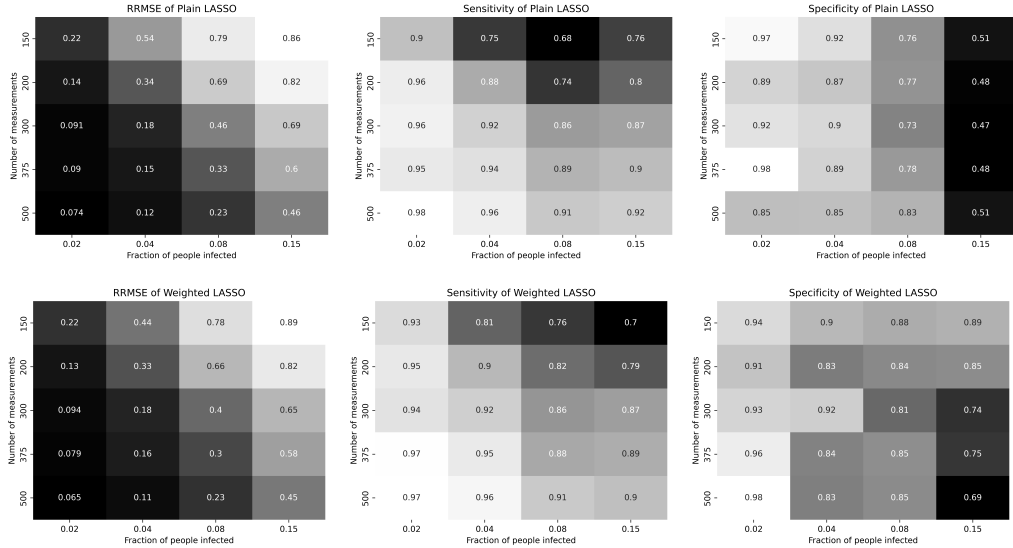 RRMSE of Plain LASSO
Number of measurements
150 0.22 0.54 0.79 0.86
200 0.14 0.34 0.69 0.82
300 0.091 0.18 0.46 0.69
375 0.09 0.15 0.33 0.6
500 0.074 0.12 0.23 0.46
0.02 0.04 0.08 0.15
Fraction of people infected
Sensitivity of Plain LASSO
Number of measurements
150 0.9 0.75 0.68 0.76
200 0.96 0.88 0.74 0.8
300 0.96 0.92 0.86 0.87
375 0.95 0.94 0.89 0.9
500 0.98 0.96 0.91 0.92
0.02 0.04 0.08 0.15
Fraction of people infected
Specificity of Plain LASSO
Number of measurements
150 0.97 0.92 0.76 0.51
200 0.89 0.87 0.77 0.48
300 0.92 0.9 0.73 0.47
375 0.98 0.89 0.78 0.48
500 0.85 0.85 0.83 0.51
0.02 0.04 0.08 0.15
Fraction of people infected
RRMSE of Weighted LASSO
Number of measurements
150 0.22 0.44 0.78 0.89
200 0.13 0.33 0.66 0.82
300 0.094 0.18 0.4 0.65
375 0.079 0.16 0.3 0.58
500 0.065 0.11 0.23 0.45
0.02 0.04 0.08 0.15
Fraction of people infected
Sensitivity of Weighted LASSO
Number of measurements
150 0.93 0.81 0.76 0.7
200 0.95 0.9 0.82 0.79
300 0.94 0.92 0.86 0.87
375 0.97 0.95 0.88 0.89
500 0.97 0.96 0.91 0.9
0.02 0.04 0.08 0.15
Fraction of people infected
Specificity of Weighted LASSO
Number of measurements
150 0.94 0.9 0.88 0.89
200 0.91 0.83 0.84 0.85
300 0.93 0.92 0.81 0.74
375 0.96 0.84 0.85 0.75
500 0.98 0.83 0.85 0.69
0.02 0.04 0.08 0.15
Fraction of people infected